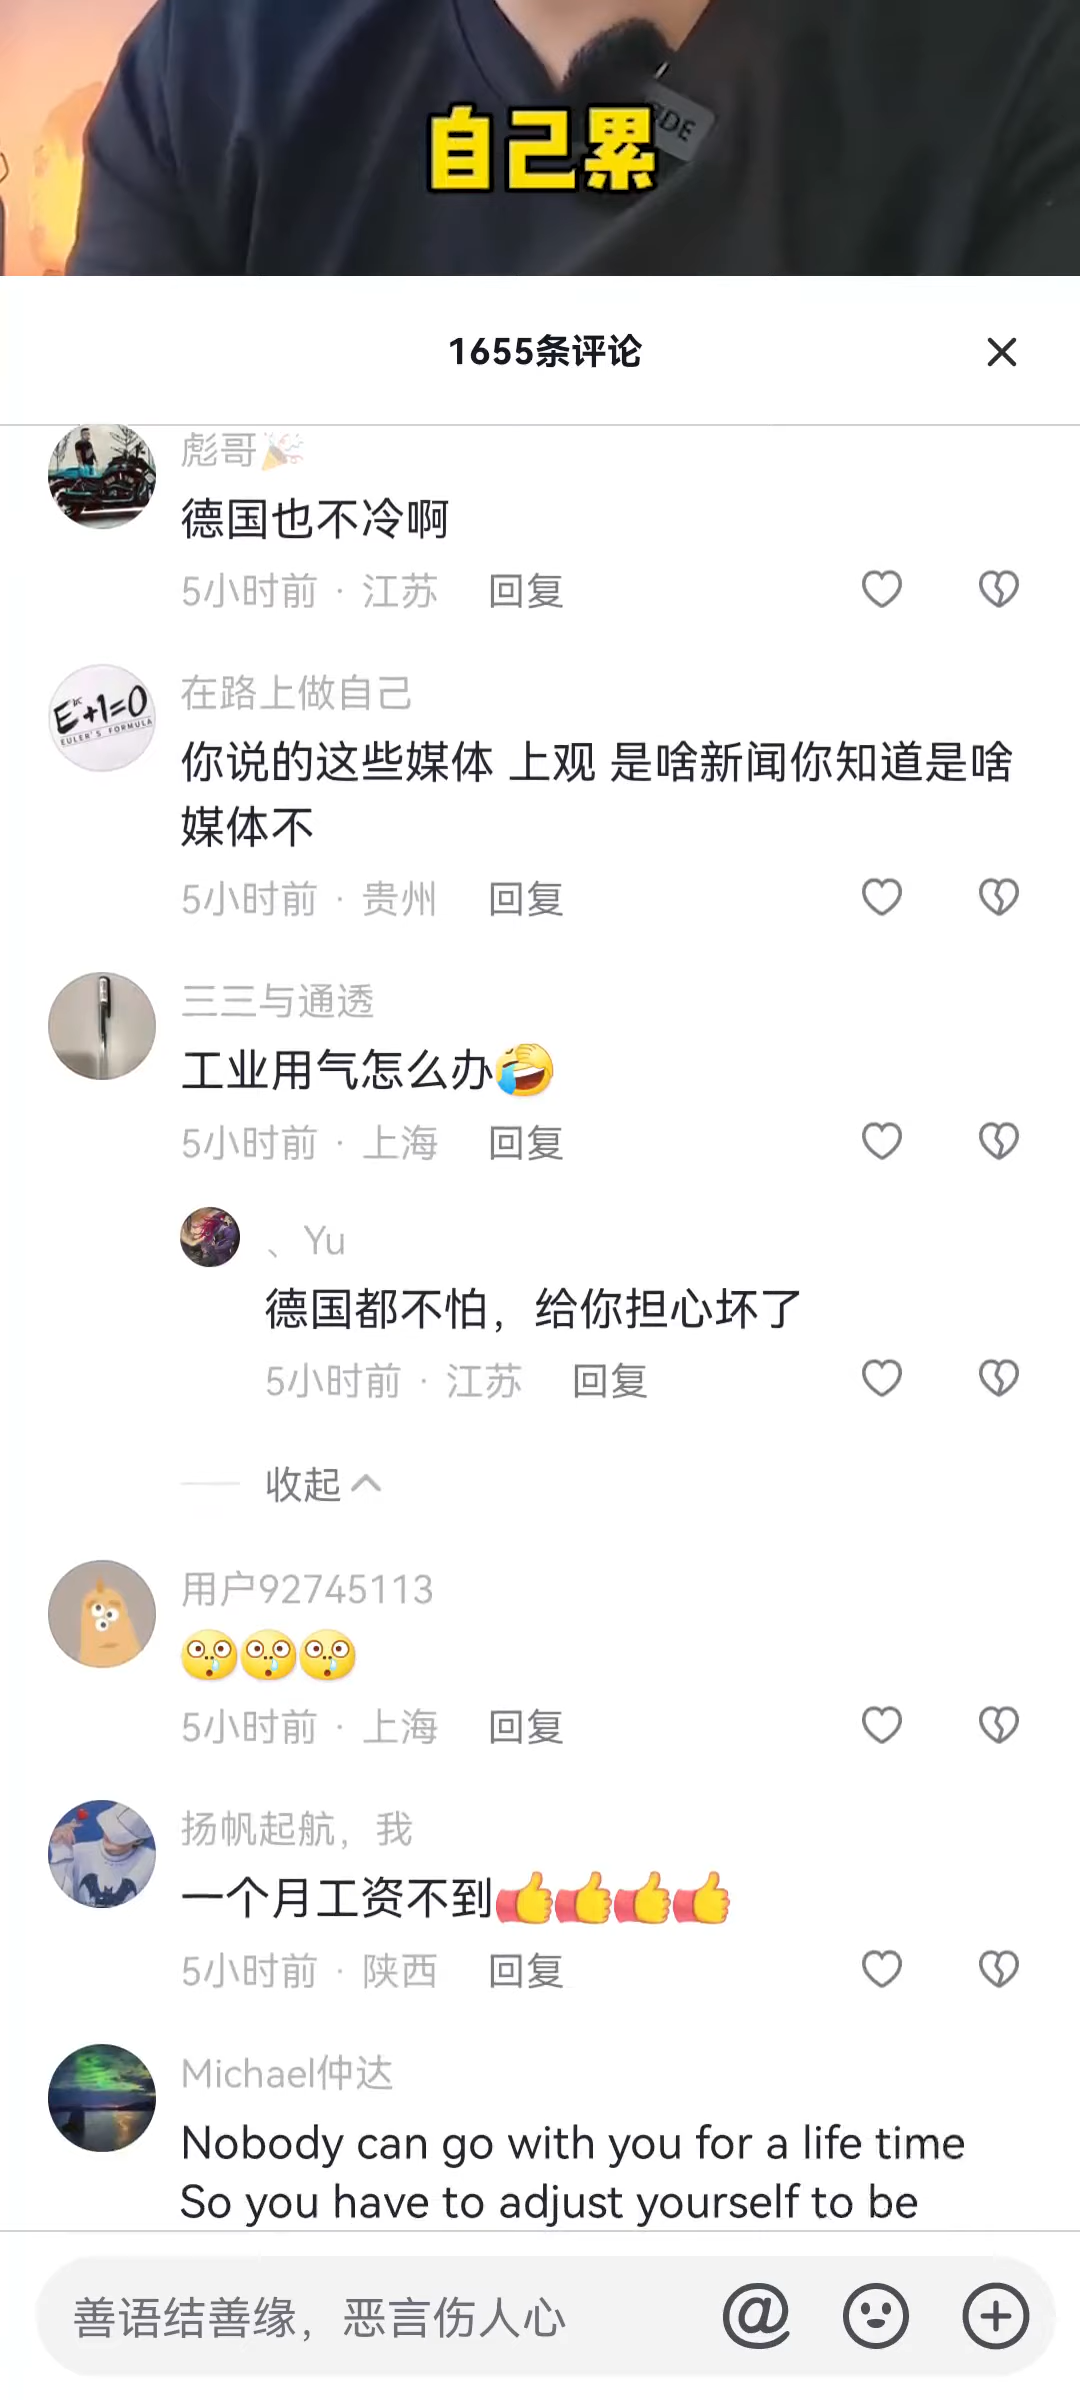 自己累
1655条评论
彪哥🎉
德国也不冷啊
5小时前 · 江苏 回复
在路上做自己
你说的这些媒体 上观 是啥新闻你知道是啥
媒体不
5小时前 · 贵州 回复
三三与通透
工业用气怎么办🤣
5小时前 · 上海 回复
、Yu
德国都不怕，给你担心坏了
5小时前 · 江苏 回复
收起
用户92745113
5小时前 · 上海 回复
扬帆起航，我
一个月工资不到👍👍👍👍
5小时前 · 陕西 回复
Michael仲达
Nobody can go with you for a life time
So you have to adjust yourself to be
善语结善缘，恶言伤人心